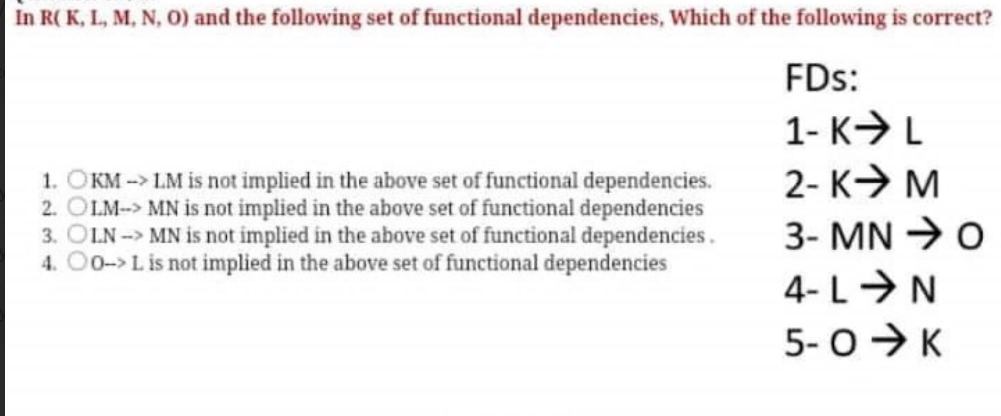 In R( K, L, M, N, O) and the following set of functional dependencies, Which of the following is correct?
FDs:
1- K→ L
2- K→ M
3- MN → O
4- L → N
5- O → K
1. KM --> LM is not implied in the above set of functional dependencies.
2. LM--> MN is not implied in the above set of functional dependencies
3. LN --> MN is not implied in the above set of functional dependencies .
4. O--> L is not implied in the above set of functional dependencies